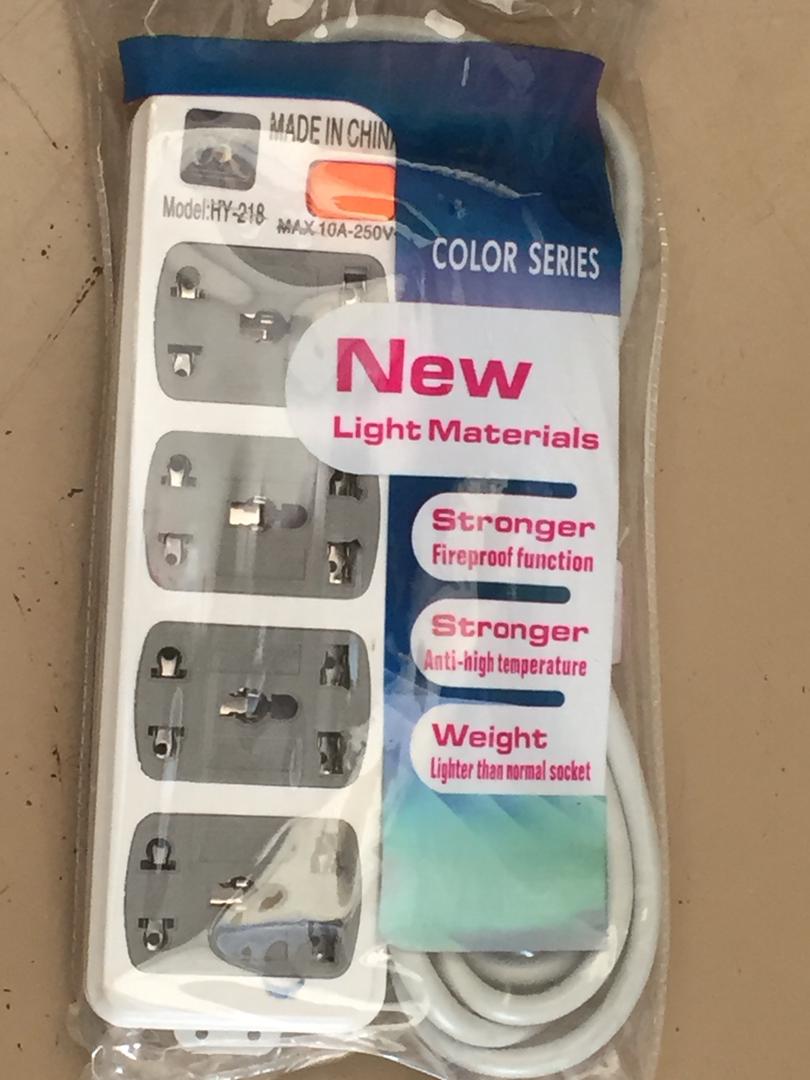 MADE IN CHINA
Model:HY-218
MAX 10A-250V~
COLOR SERIES
New
Light Materials
Stronger
Fireproof function
Stronger
Anti-high temperature
Weight
Lighter than normal socket